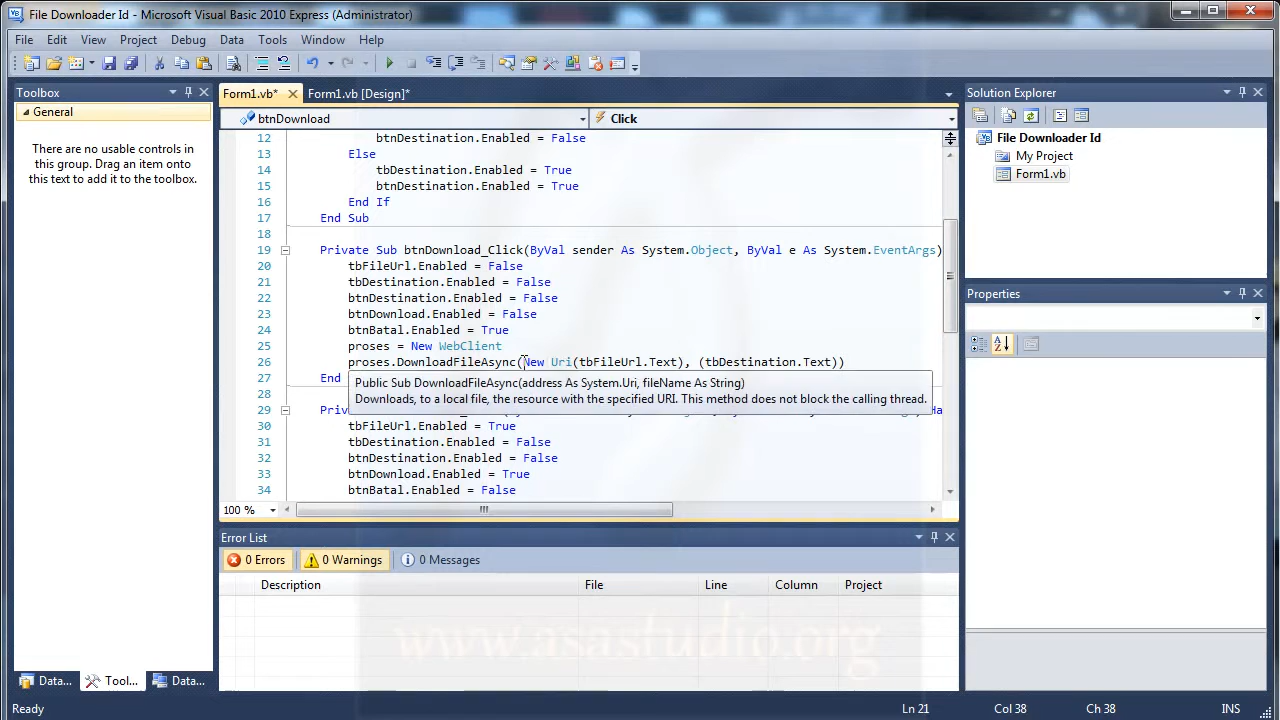 File Downloader Id - Microsoft Visual Basic 2010 Express (Administrator)
File Edit View Project Debug Data Tools Window Help
Toolbox
General
There are no usable controls in
this group. Drag an item onto
this text to add it to the toolbox.
Data... Tool... Data...
Form1.vb* Form1.vb [Design]*
btnDownload Click
12 btnDestination.Enabled = False
13 Else
14 tbDestination.Enabled = True
15 btnDestination.Enabled = True
16 End If
17 End Sub
18
19 Private Sub btnDownload_Click(ByVal sender As System.Object, ByVal e As System.EventArgs)
20 tbFileUrl.Enabled = False
21 tbDestination.Enabled = False
22 btnDestination.Enabled = False
23 btnDownload.Enabled = False
24 btnBatal.Enabled = True
25 proses = New WebClient
26 proses.DownloadFileAsync(New Uri(tbFileUrl.Text), (tbDestination.Text))
27 End
Public Sub DownloadFileAsync(address As System.Uri, fileName As String)
Downloads, to a local file, the resource with the specified URI. This method does not block the calling thread.
28
29 Pri Ha
30 tbFileUrl.Enabled = True
31 tbDestination.Enabled = False
32 btnDestination.Enabled = False
33 btnDownload.Enabled = True
34 btnBatal.Enabled = False
100 %
Error List
0 Errors 0 Warnings 0 Messages
Description File Line Column Project
www.asastudio.org
Solution Explorer
File Downloader Id
My Project
Form1.vb
Properties
Ready Ln 21 Col 38 Ch 38 INS